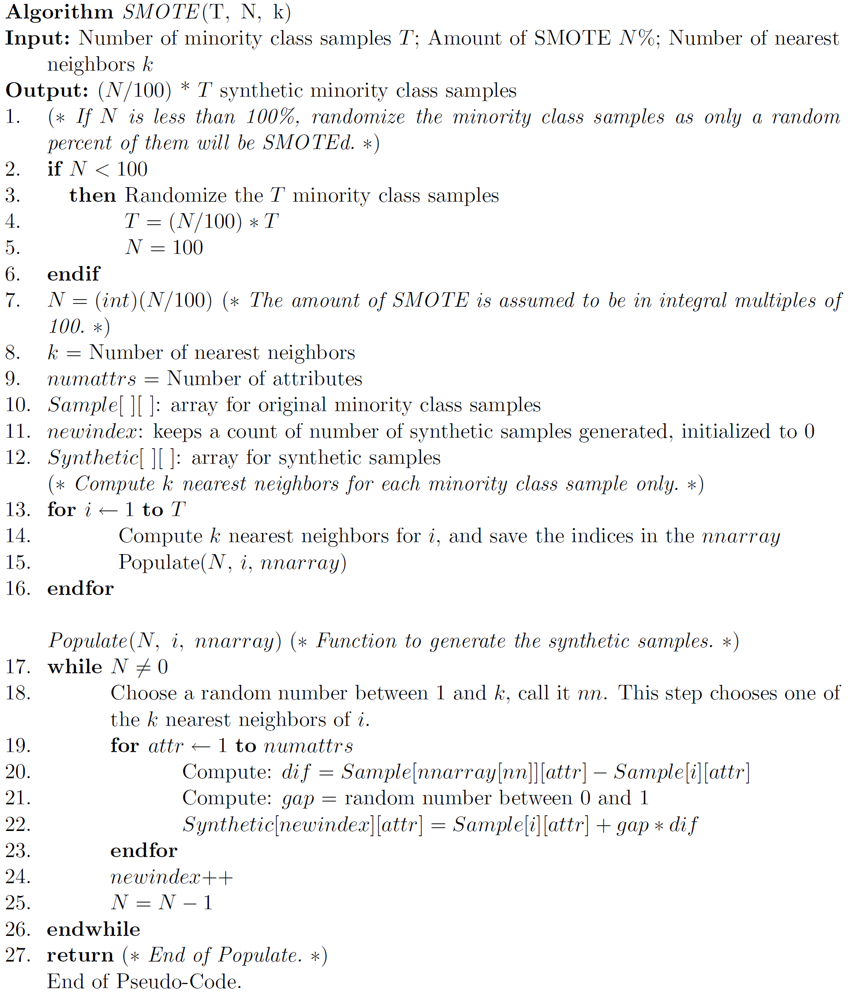 Algorithm SMOTE(T, N, k)
Input: Number of minority class samples T; Amount of SMOTE N%; Number of nearest
neighbors k
Output: (N/100) * T synthetic minority class samples
1. (∗ If N is less than 100%, randomize the minority class samples as only a random
percent of them will be SMOTEd. ∗)
2. if N < 100
3. then Randomize the T minority class samples
4. T = (N/100) ∗ T
5. N = 100
6. endif
7. N = (int)(N/100) (∗ The amount of SMOTE is assumed to be in integral multiples of
100. ∗)
8. k = Number of nearest neighbors
9. numattrs = Number of attributes
10. Sample[ ][ ]: array for original minority class samples
11. newindex: keeps a count of number of synthetic samples generated, initialized to 0
12. Synthetic[ ][ ]: array for synthetic samples
(∗ Compute k nearest neighbors for each minority class sample only. ∗)
13. for i ← 1 to T
14. Compute k nearest neighbors for i, and save the indices in the nnarray
15. Populate(N, i, nnarray)
16. endfor
Populate(N, i, nnarray) (∗ Function to generate the synthetic samples. ∗)
17. while N ≠ 0
18. Choose a random number between 1 and k, call it nn. This step chooses one of
the k nearest neighbors of i.
19. for attr ← 1 to numattrs
20. Compute: dif = Sample[nnarray[nn]][attr] − Sample[i][attr]
21. Compute: gap = random number between 0 and 1
22. Synthetic[newindex][attr] = Sample[i][attr] + gap ∗ dif
23. endfor
24. newindex++
25. N = N − 1
26. endwhile
27. return (∗ End of Populate. ∗)
End of Pseudo-Code.